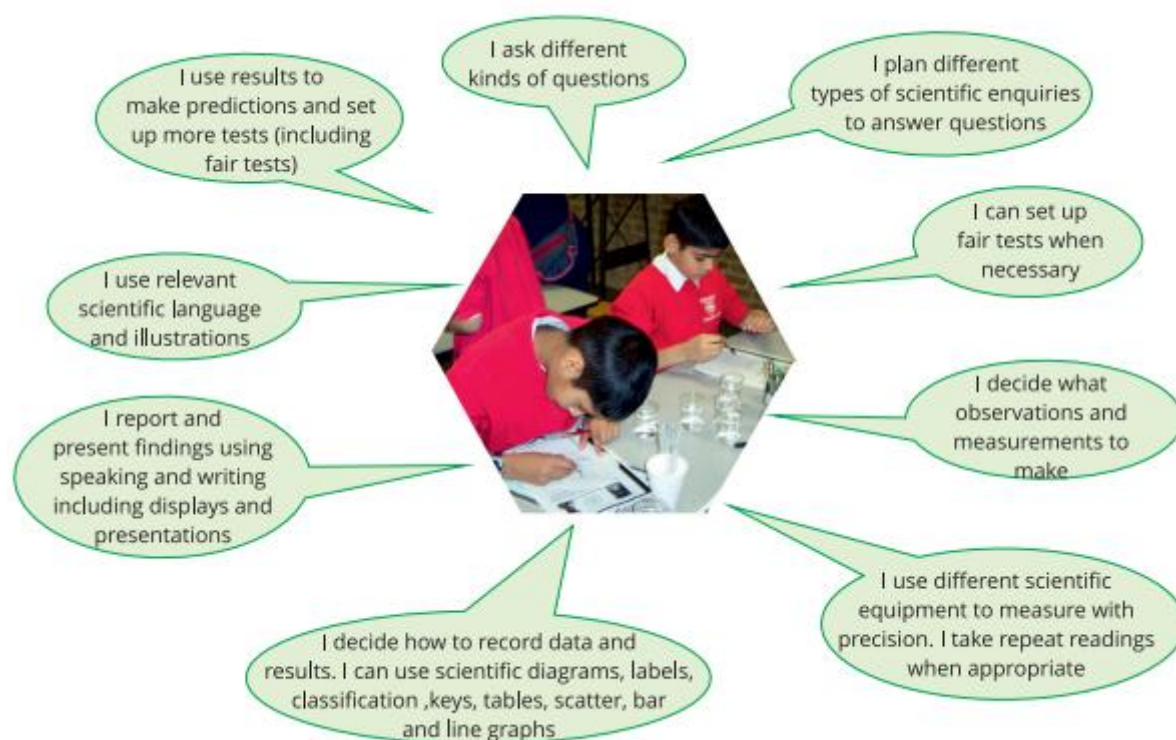 I ask different
kinds of questions
I plan different
types of scientific enquiries
to answer questions
I can set up
fair tests when
necessary
I decide what
observations and
measurements to
make
I use different scientific
equipment to measure with
precision. I take repeat readings
when appropriate
I decide how to record data and
results. I can use scientific diagrams, labels,
classification ,keys, tables, scatter, bar
and line graphs
I report and
present findings using
speaking and writing
including displays and
presentations
I use relevant
scientific language
and illustrations
I use results to
make predictions and set
up more tests (including
fair tests)